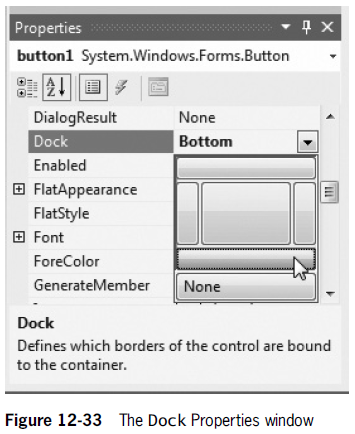 Properties
button1 System.Windows.Forms.Button
DialogResult None
Dock Bottom
Enabled
FlatAppearance
FlatStyle
Font
ForeColor
GenerateMember None
Dock
Defines which borders of the control are bound
to the container.
Figure 12-33 The Dock Properties window